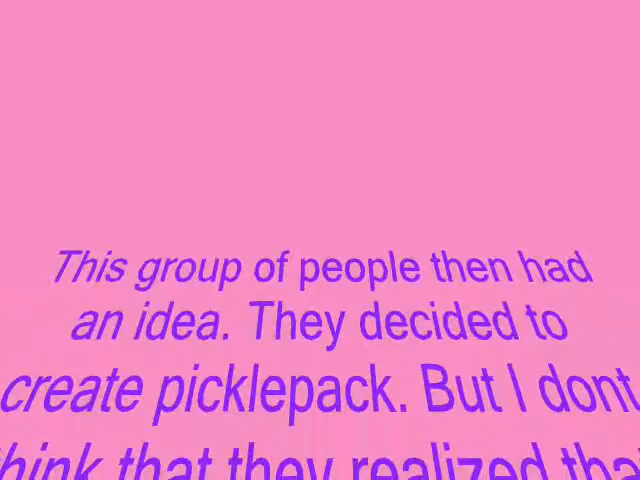 This group of people then had
an idea. They decided to
create picklepack. But I dont
think that they realized that